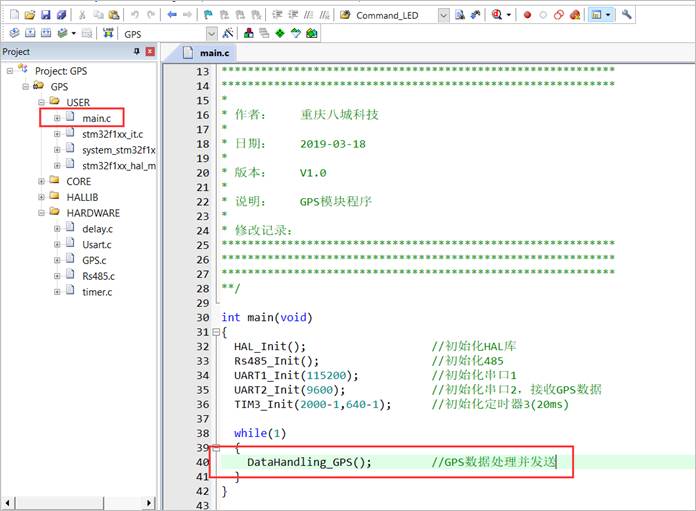 Command_LED
GPS
Project
main.c
Project: GPS
GPS
USER
main.c
stm32f1xx_it.c
system_stm32f1x
stm32f1xx_hal_m
CORE
HALLIB
HARDWARE
delay.c
Usart.c
GPS.c
Rs485.c
timer.c
13 ************************************************************
14 ************************************************************
15 *
16 * 作者: 重庆八城科技
17 *
18 * 日期: 2019-03-18
19 *
20 * 版本: V1.0
21 *
22 * 说明: GPS模块程序
23 *
24 * 修改记录:
25 ************************************************************
26 ************************************************************
27 ************************************************************
28 **/
29
30 int main(void)
31 {
32 HAL_Init(); //初始化HAL库
33 Rs485_Init(); //初始化485
34 UART1_Init(115200); //初始化串口1
35 UART2_Init(9600); //初始化串口2，接收GPS数据
36 TIM3_Init(2000-1,640-1); //初始化定时器3(20ms)
37
38 while(1)
39 {
40 DataHandling_GPS(); //GPS数据处理并发送
41 }
42 }
43